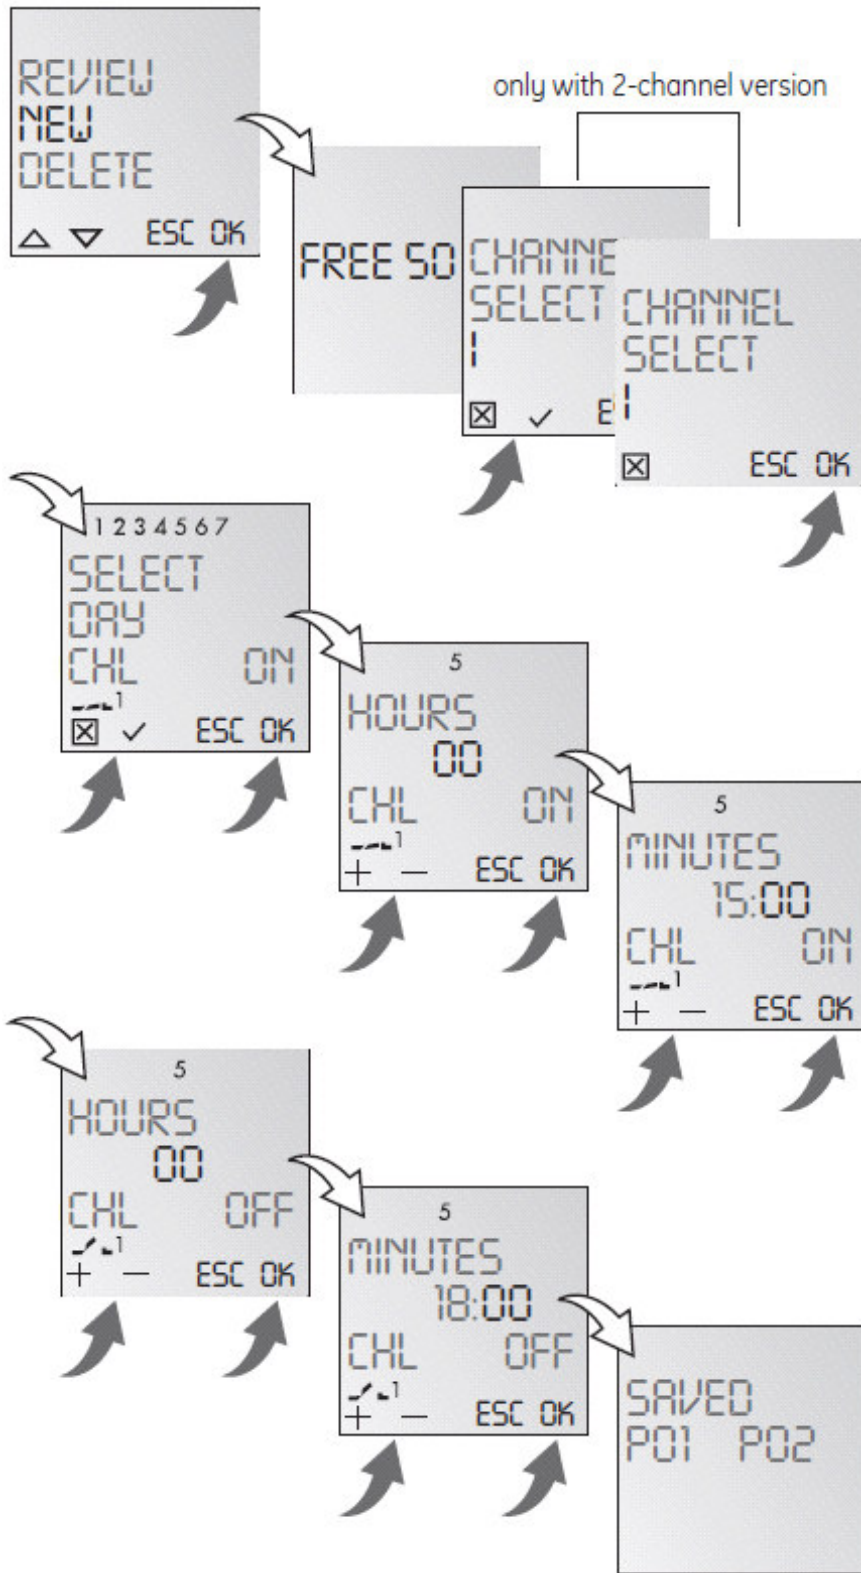 REVIEW
NEW
DELETE
ESC OK
only with 2-channel version
FREE 50
CHANNE
SELECT
1
E
CHANNEL
SELECT
1
ESC OK
1 2 3 4 5 6 7
SELECT
DAY
CHL ON
1
ESC OK
5
HOURS
00
CHL ON
1
+ − ESC OK
5
MINUTES
15:00
CHL ON
1
+ − ESC OK
5
HOURS
00
CHL OFF
1
+ − ESC OK
5
MINUTES
18:00
CHL OFF
1
+ − ESC OK
SAVED
P01 P02